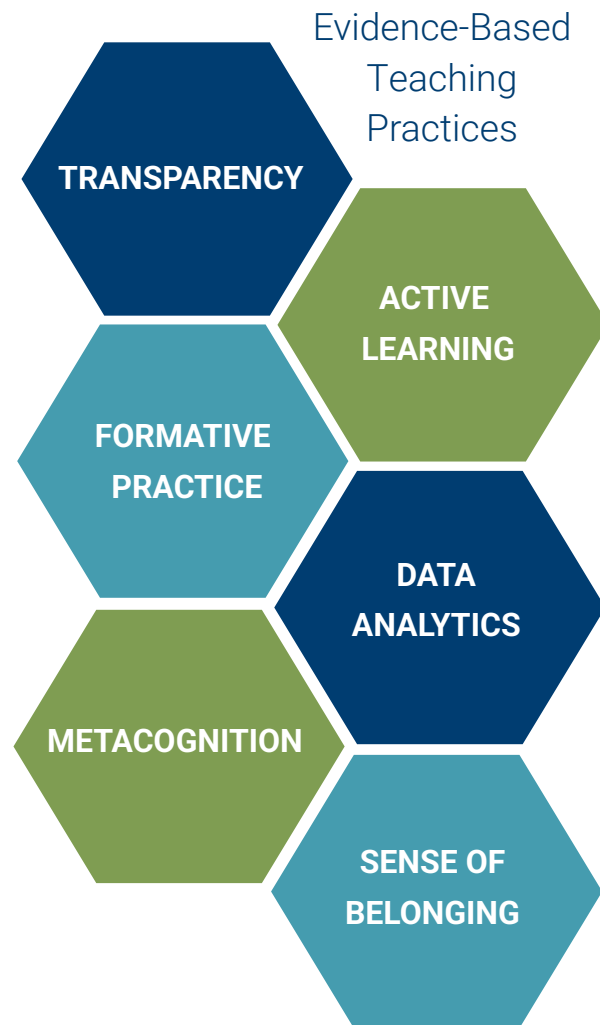 Evidence-Based
Teaching
Practices
TRANSPARENCY
ACTIVE
LEARNING
FORMATIVE
PRACTICE
DATA
ANALYTICS
METACOGNITION
SENSE OF
BELONGING